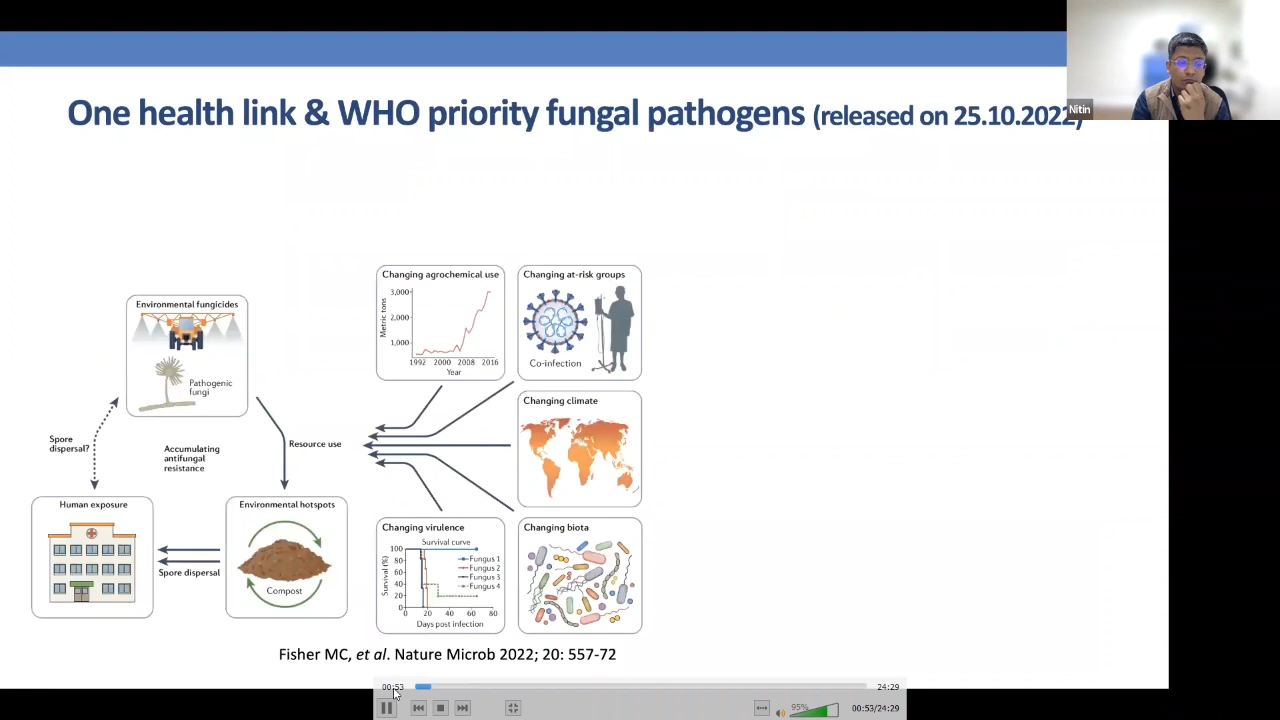 One health link & WHO priority fungal pathogens (released on 25.10.2022)
Nitin
Environmental fungicides
Pathogenic
fungi
Spore
dispersal?
Accumulating
antifungal
resistance
Resource use
Human exposure
Spore dispersal
Environmental hotspots
Compost
Changing agrochemical use
Metric tons
3,000
2,000
1,000
1992 2000 2008 2016
Year
Changing at-risk groups
Co-infection
Changing climate
Changing virulence
Survival curve
Survival (%)
100
80
60
40
20
0
Fungus 1
Fungus 2
Fungus 3
Fungus 4
0 20 40 60 80
Days post infection
Changing biota
Fisher MC, et al. Nature Microb 2022; 20: 557-72
00:53
24:29
95%
00:53/24:29